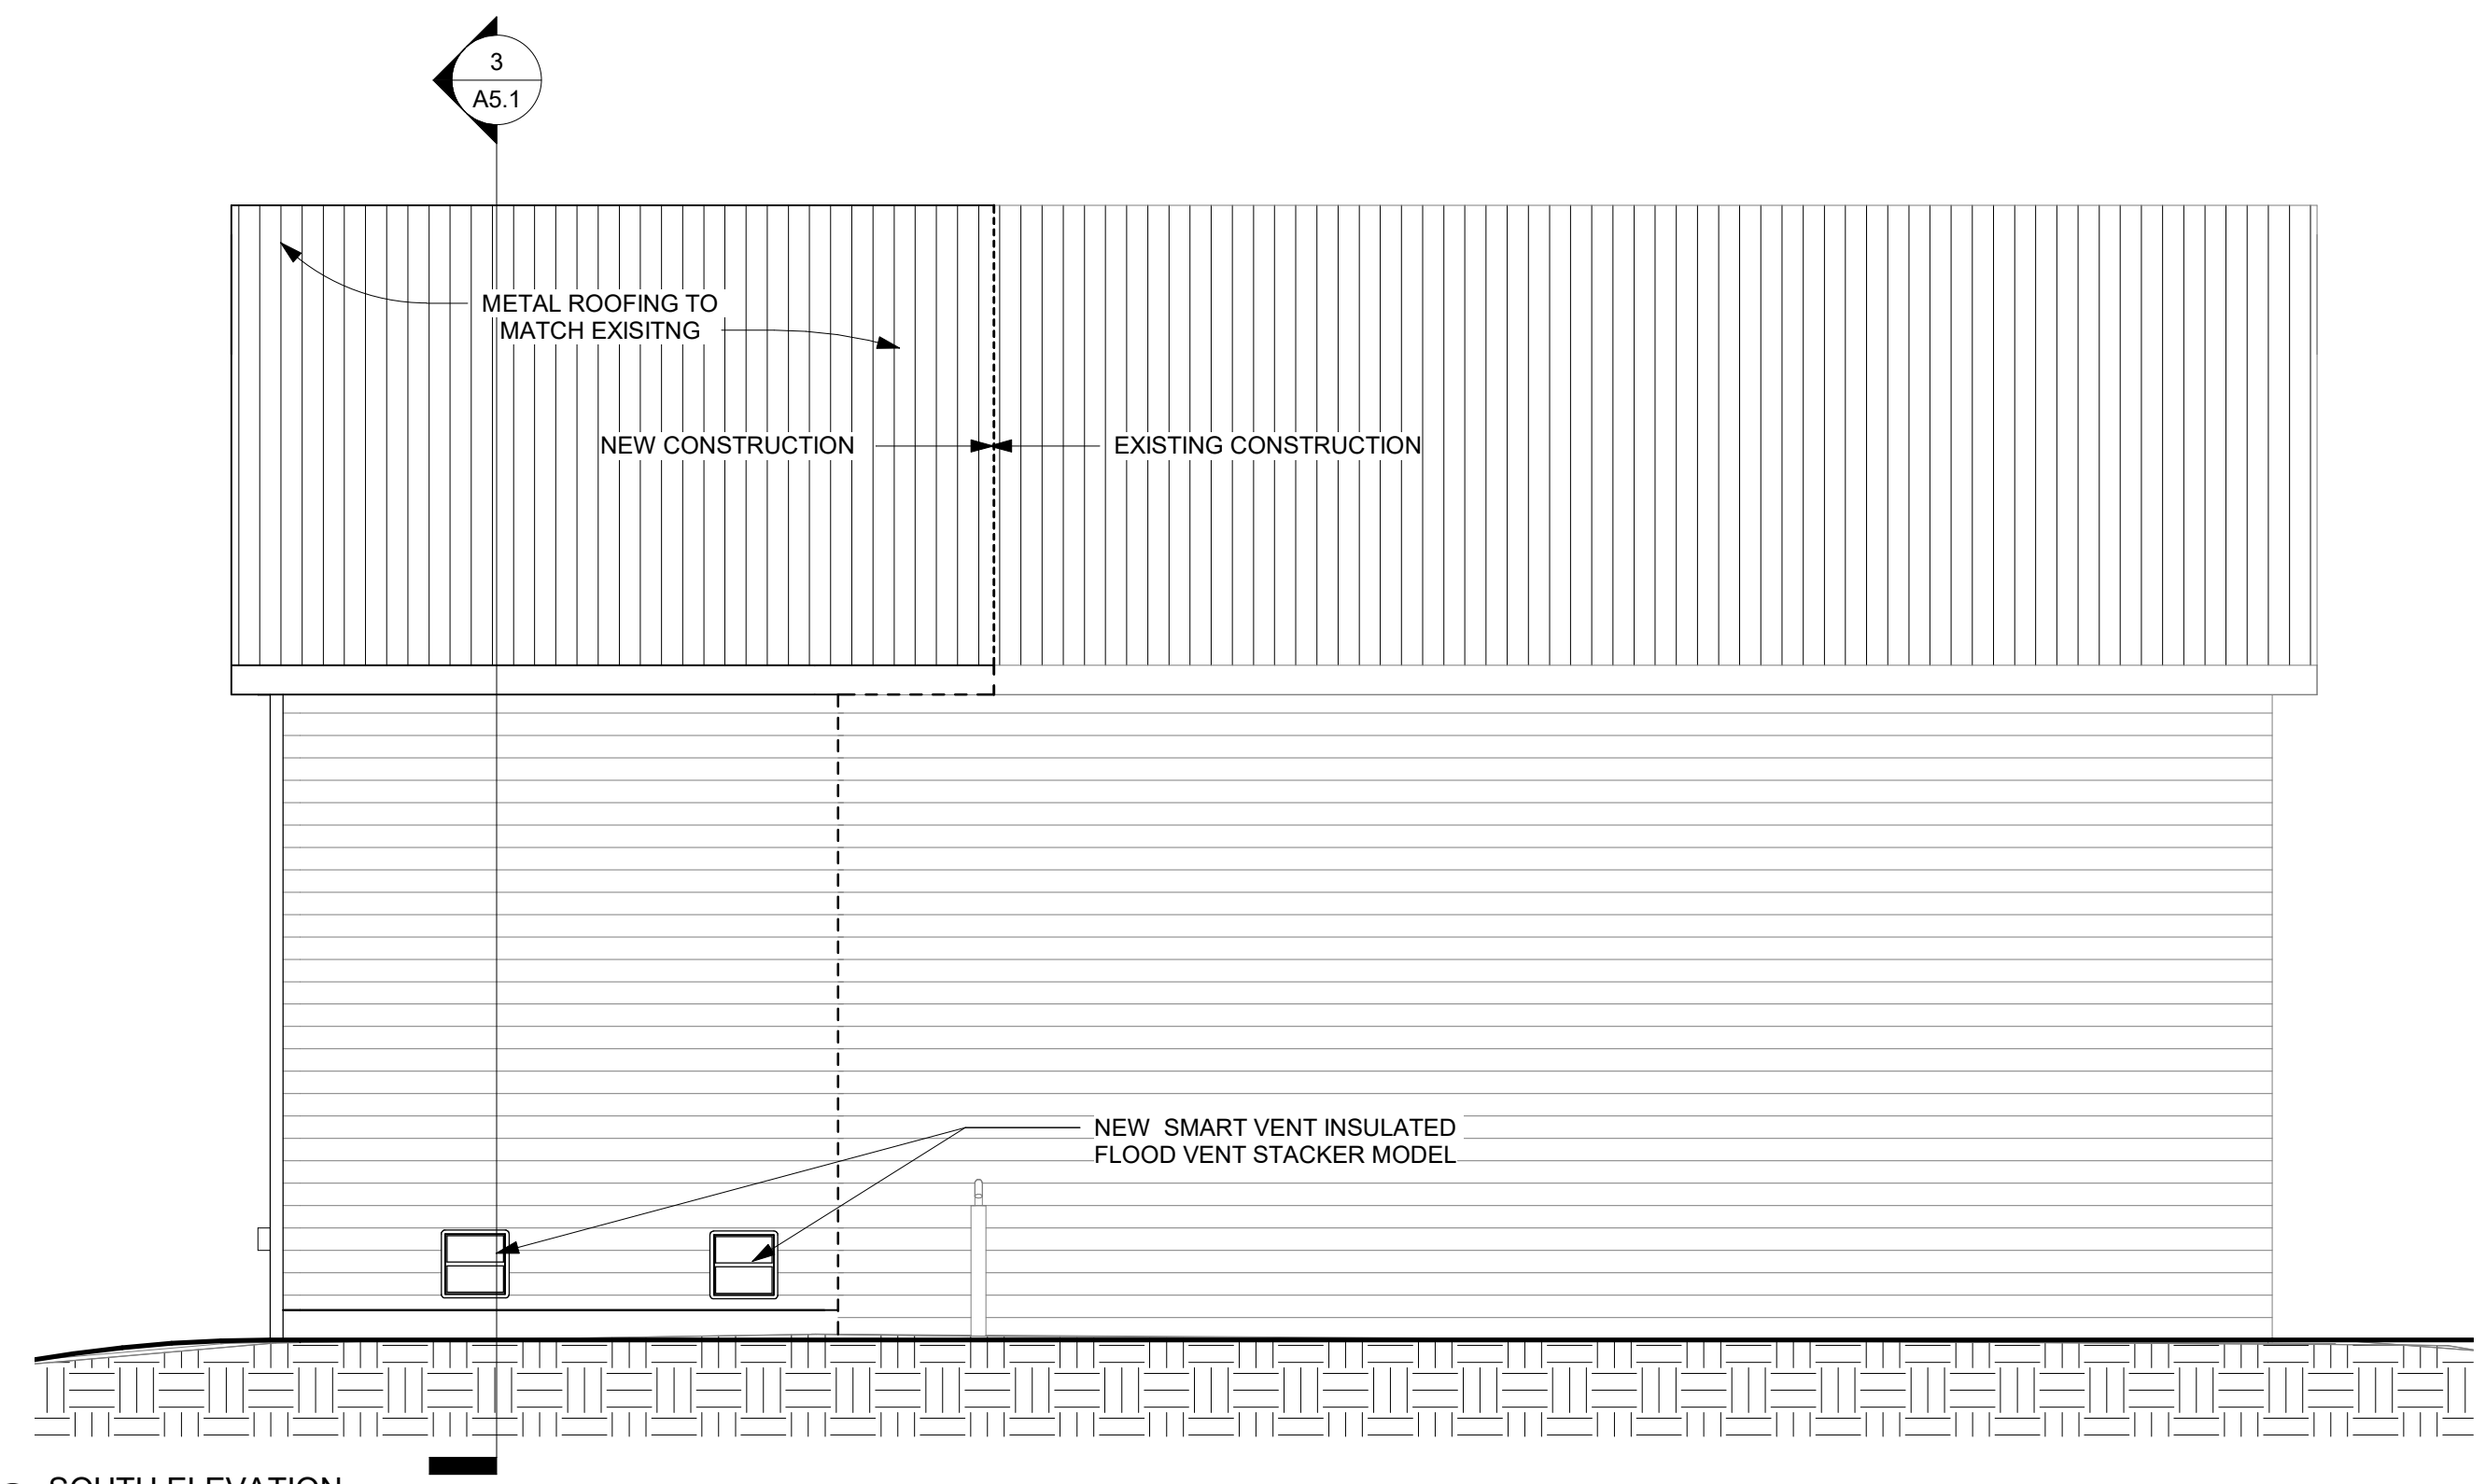 3
A5.1
METAL ROOFING TO
MATCH EXISITNG
NEW CONSTRUCTION
EXISTING CONSTRUCTION
NEW  SMART VENT INSULATED
FLOOD VENT STACKER MODEL
SOUTH ELEVATION